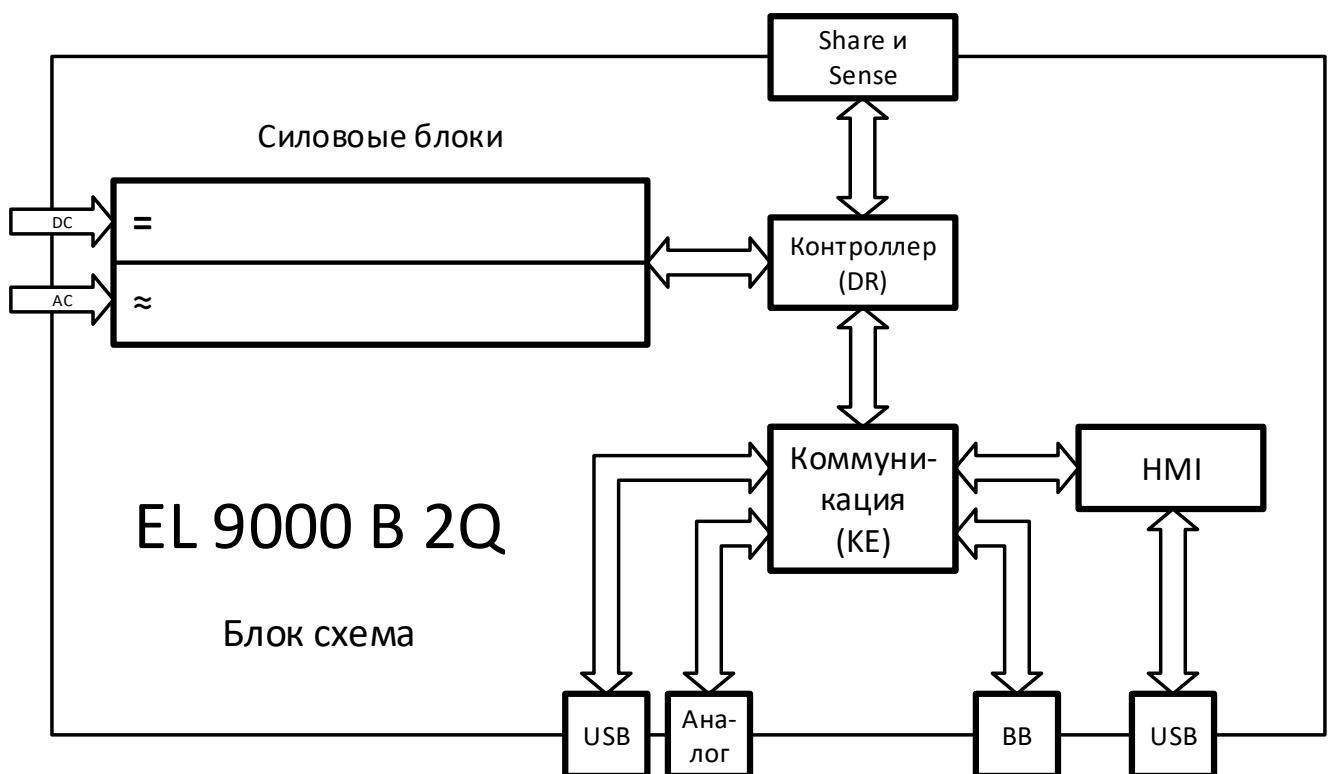 Share и
Sense
Силовоые блоки
DC
=
Контроллер
(DR)
AC
≈
Коммуни-
кация
(KE)
HMI
EL 9000 B 2Q
Блок схема
USB
Ана-
лог
BB
USB